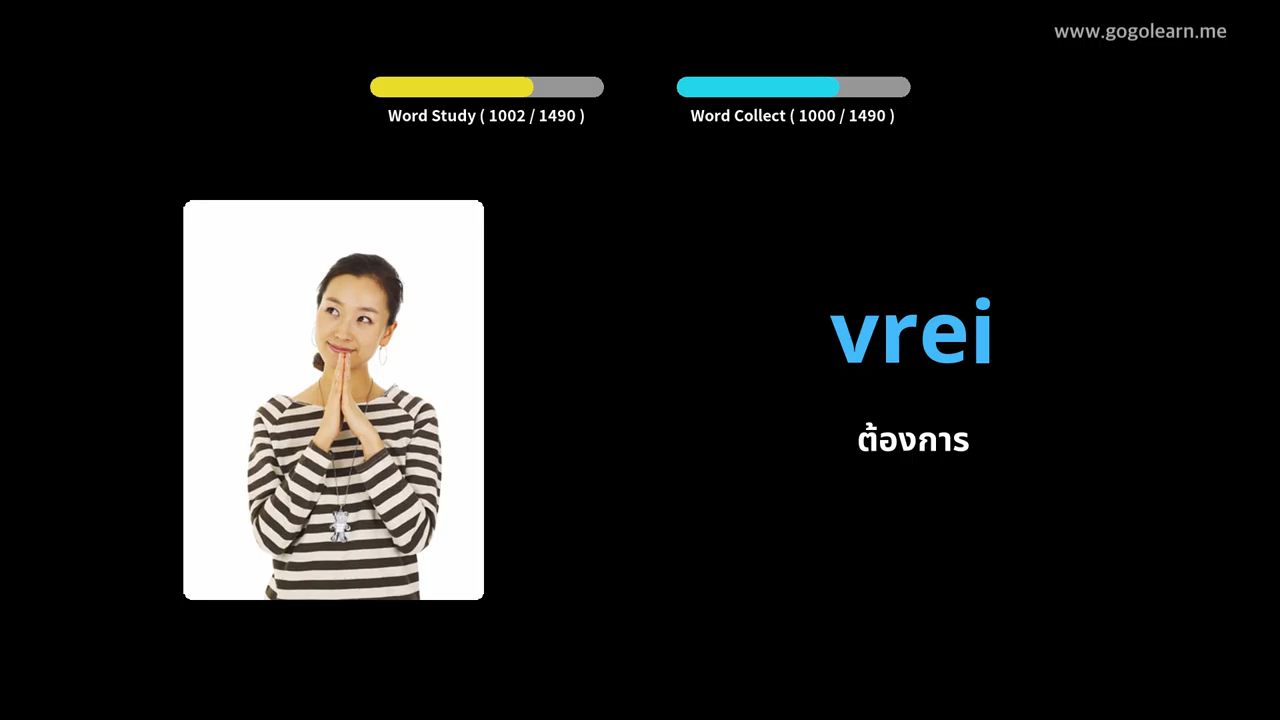 www.gogolearn.me
Word Study ( 1002 / 1490 )
Word Collect ( 1000 / 1490 )
vrei
ต้องการ